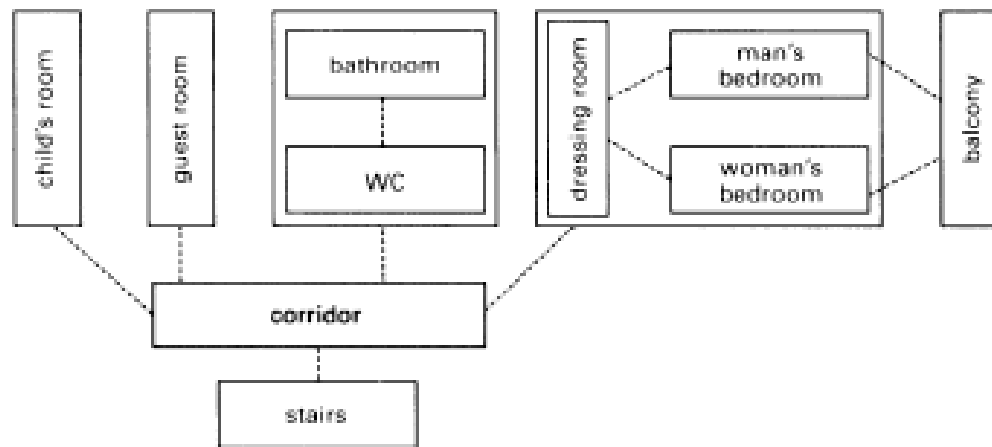 child's room
guest room
bathroom
WC
dressing room
man's
bedroom
woman's
bedroom
balcony
corridor
stairs